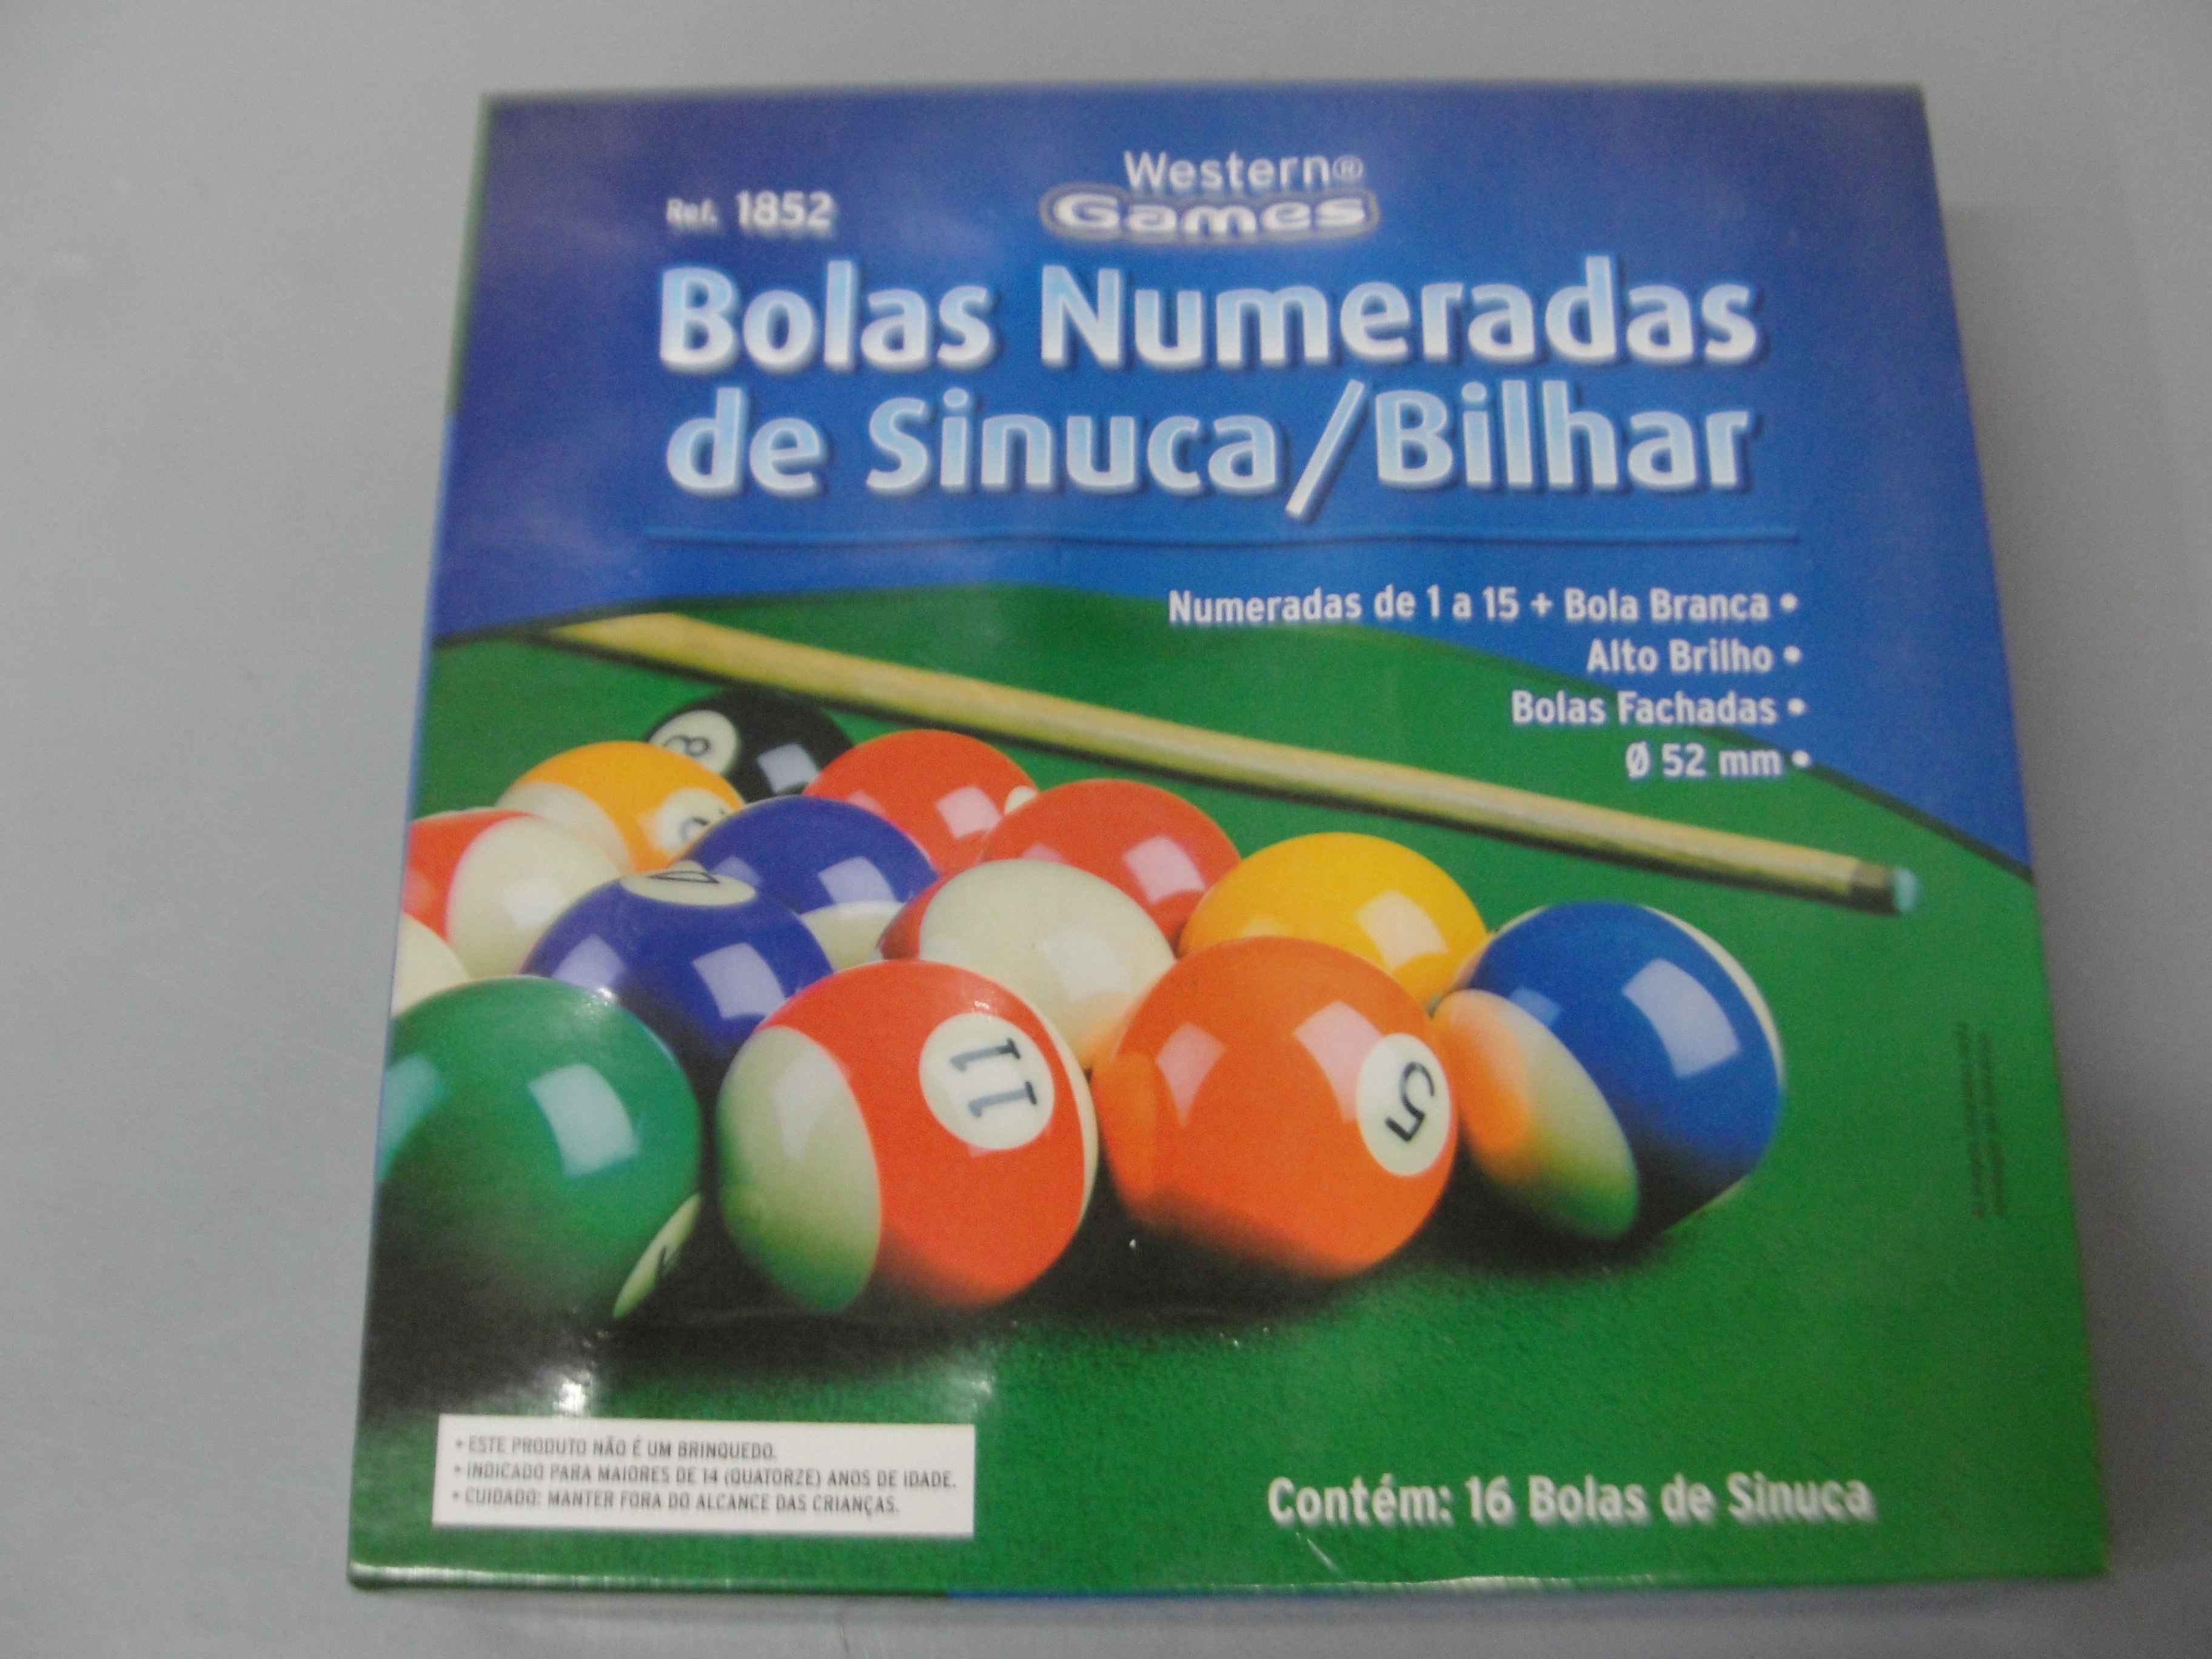 Western®
Games
Ref. 1852
Bolas Numeradas
de Sinuca/Bilhar
Numeradas de 1 a 15 + Bola Branca •
Alto Brilho •
Bolas Fachadas •
Ø 52 mm •
8
4
11
5
• ESTE PRODUTO NÃO É UM BRINQUEDO.
• INDICADO PARA MAIORES DE 14 (QUATORZE) ANOS DE IDADE.
• CUIDADO: MANTER FORA DO ALCANCE DAS CRIANÇAS.
Contém: 16 Bolas de Sinuca